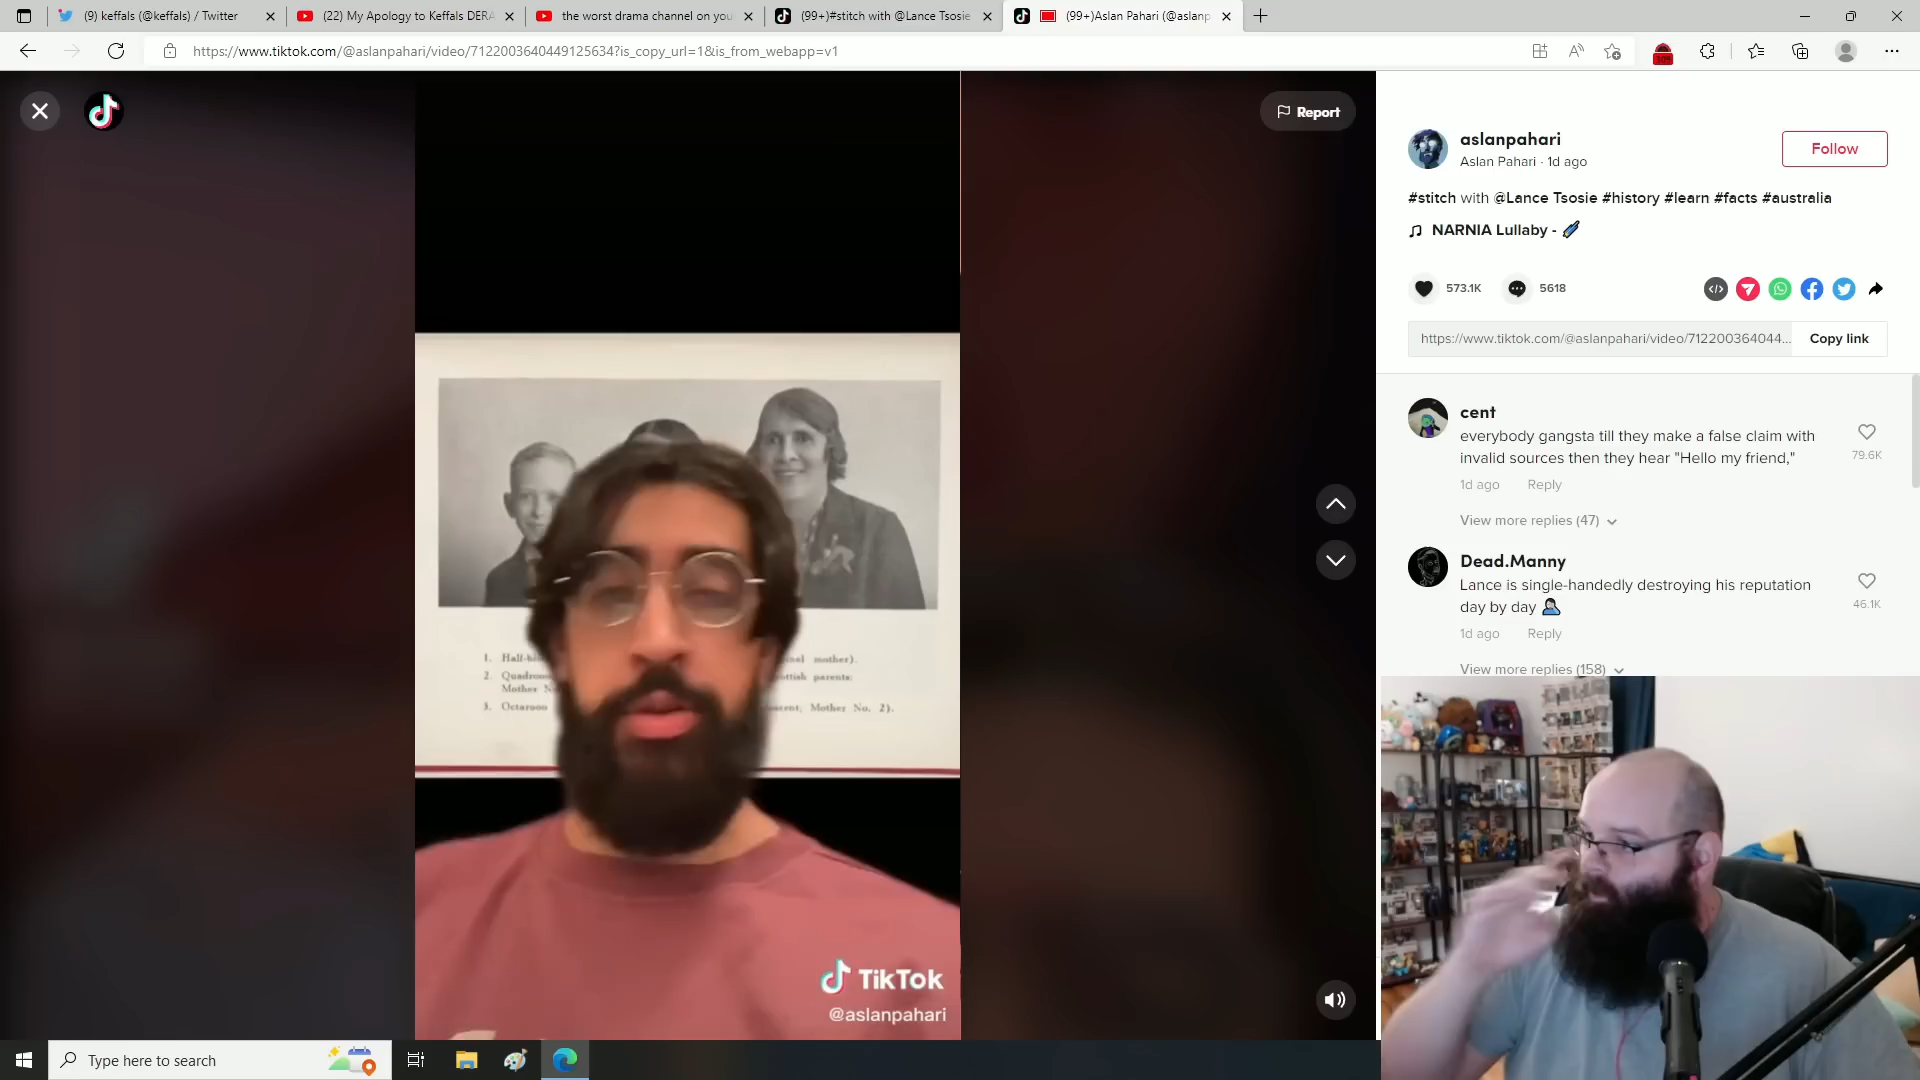 (9) keffals (@keffals) / Twitter
(22) My Apology to Keffals DERA
the worst drama channel on you
(99+)#stitch with @Lance Tsosie
(99+)Aslan Pahari (@aslanp
https://www.tiktok.com/@aslanpahari/video/7122003640449125634?is_copy_url=1&is_from_webapp=v1
Report
aslanpahari
Aslan Pahari · 1d ago
Follow
#stitch with @Lance Tsosie #history #learn #facts #australia
NARNIA Lullaby -
573.1K
5618
https://www.tiktok.com/@aslanpahari/video/712200364044...
Copy link
cent
everybody gangsta till they make a false claim with
invalid sources then they hear "Hello my friend,"
79.6K
1d ago Reply
View more replies (47)
Dead.Manny
Lance is single-handedly destroying his reputation
day by day
46.1K
1d ago Reply
View more replies (158)
1. Half- mother).
2. Quadroon parents;
Mother
3. Octaroon Mother No. 2).
TikTok
@aslanpahari
Type here to search